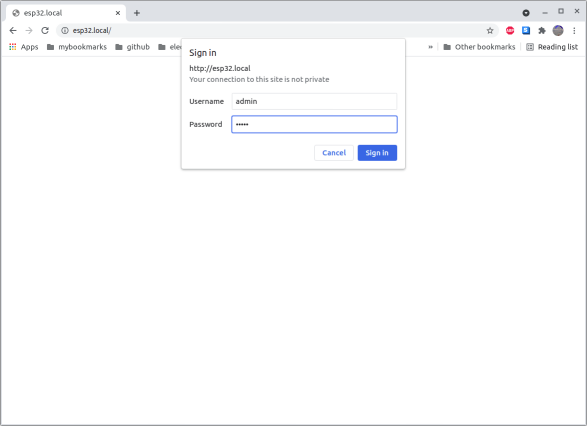 esp32.local
esp32.local/
Apps mybookmarks github
» Other bookmarks Reading list
Sign in
http://esp32.local
Your connection to this site is not private
Username admin
Password •••••
Cancel Sign in